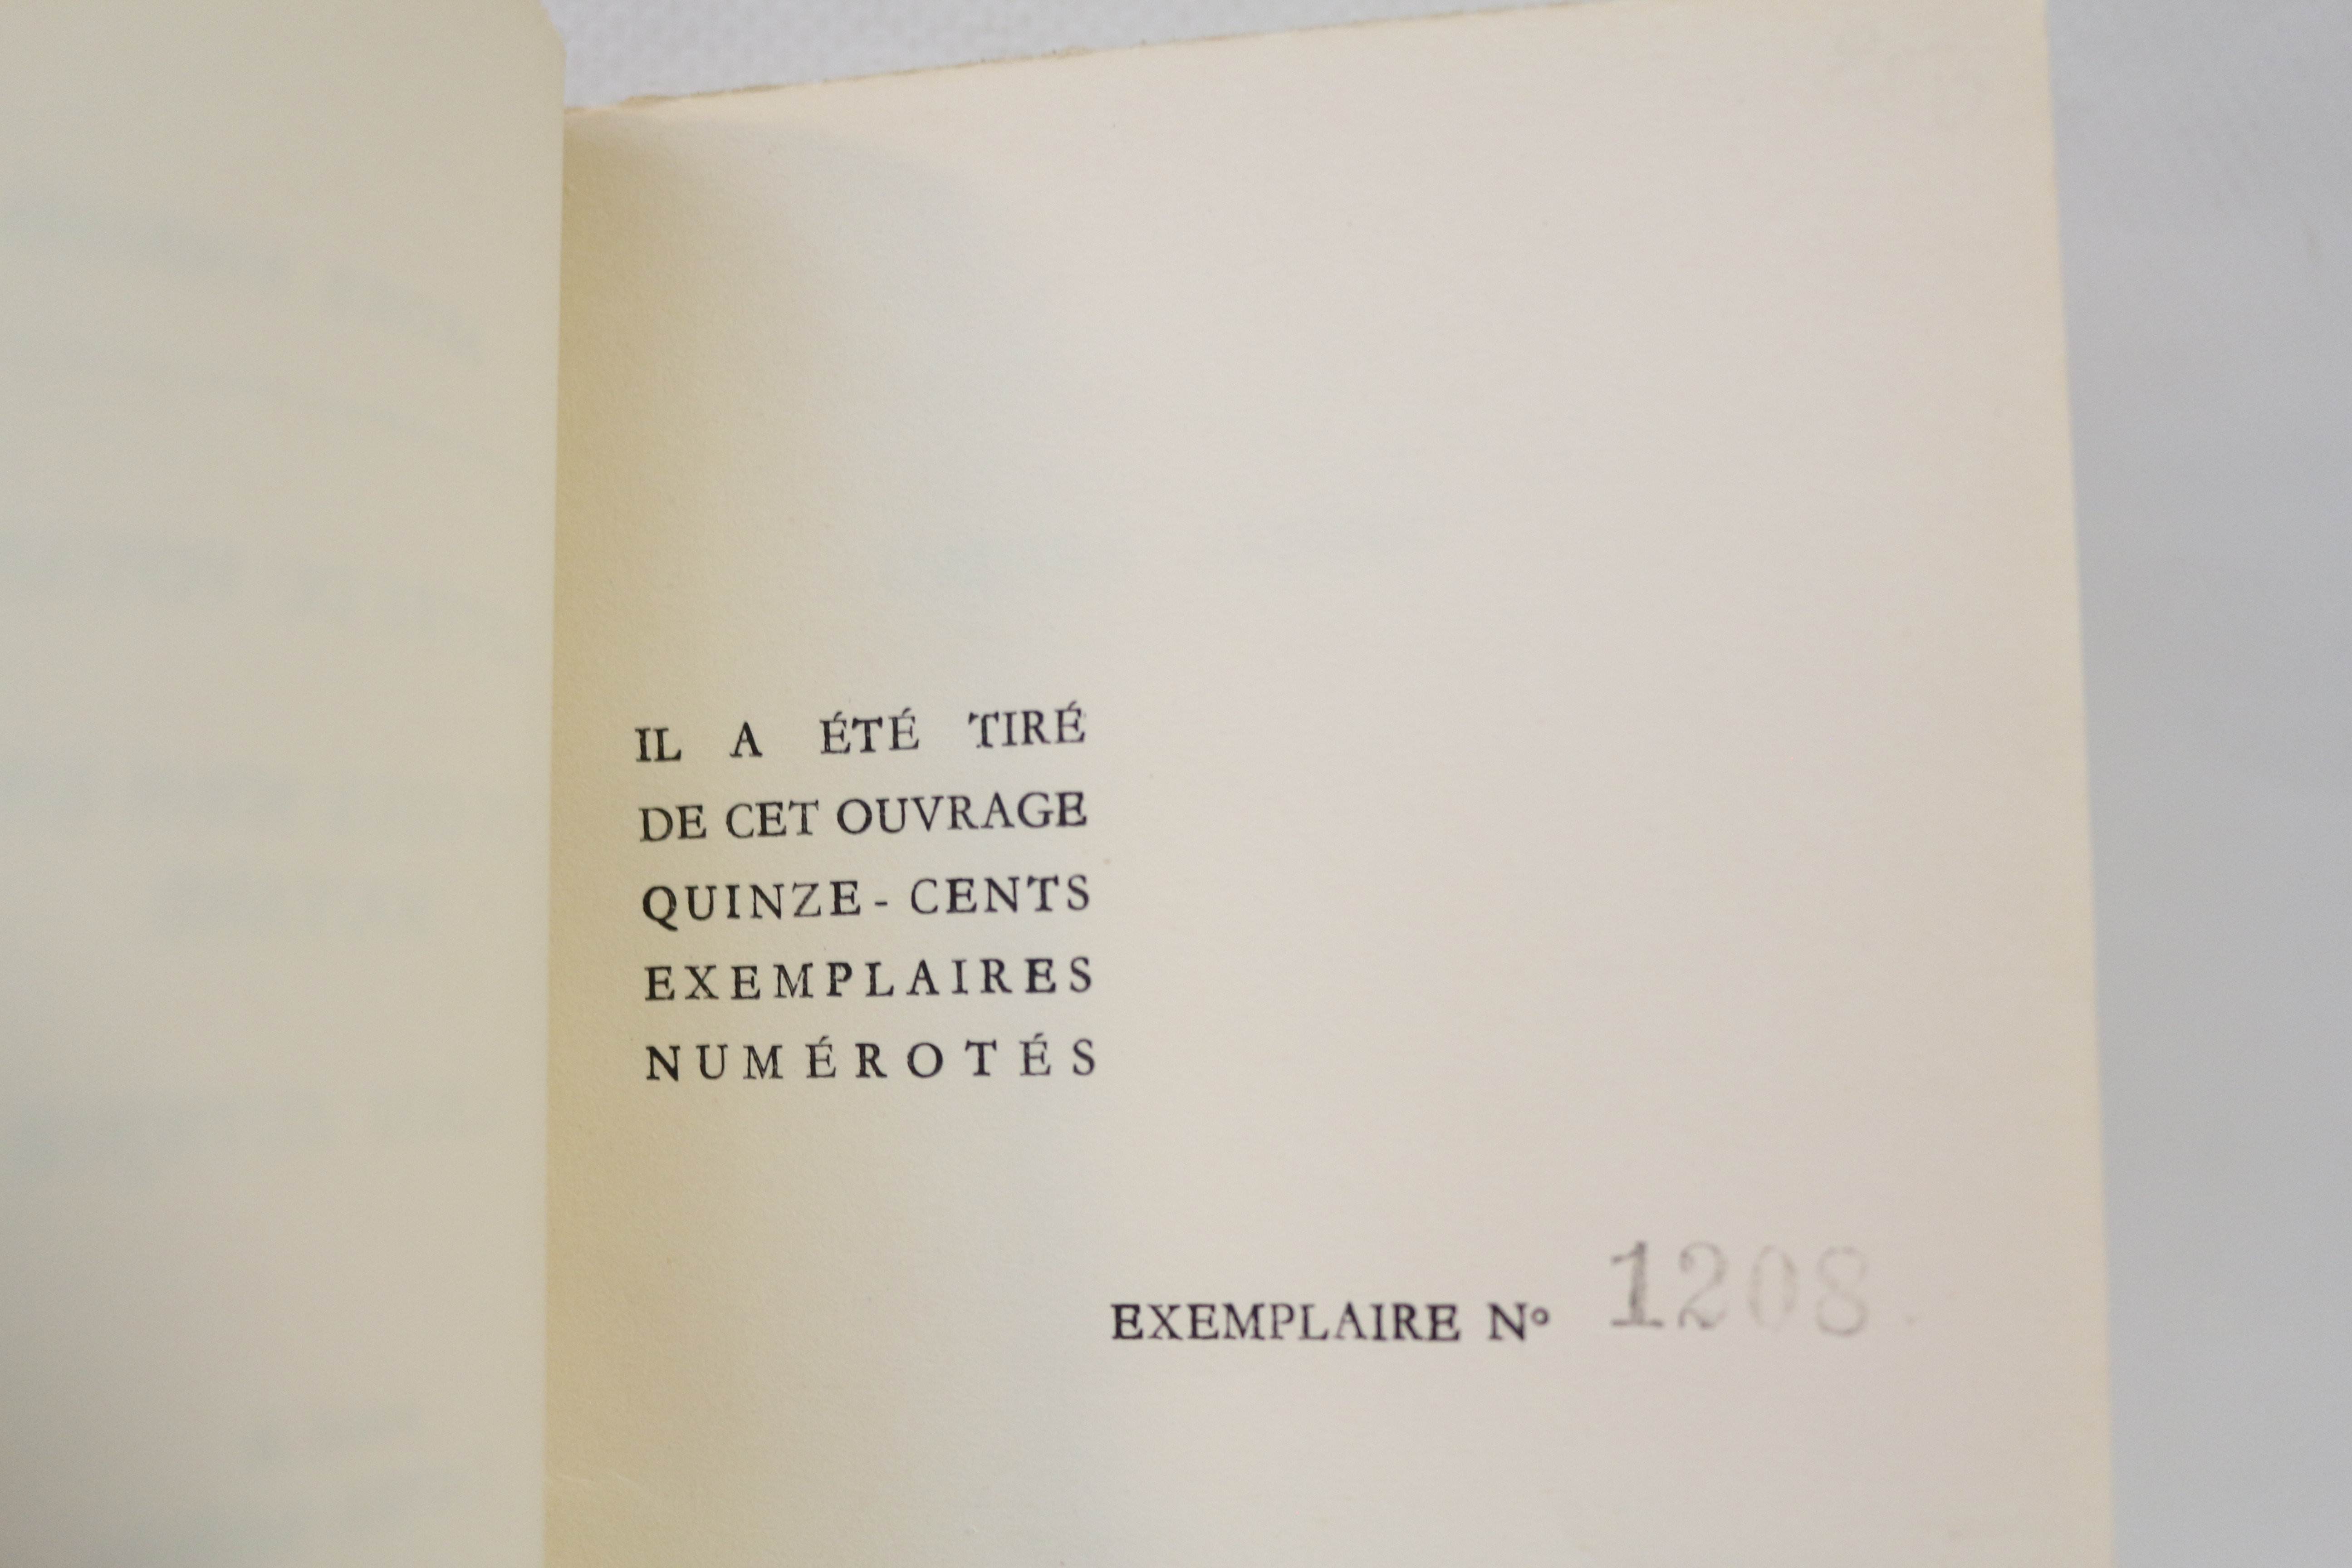 IL A ÉTÉ TIRÉ
DE CET OUVRAGE
QUINZE-CENTS
EXEMPLAIRES
NUMÉROTÉS
EXEMPLAIRE N° 1208